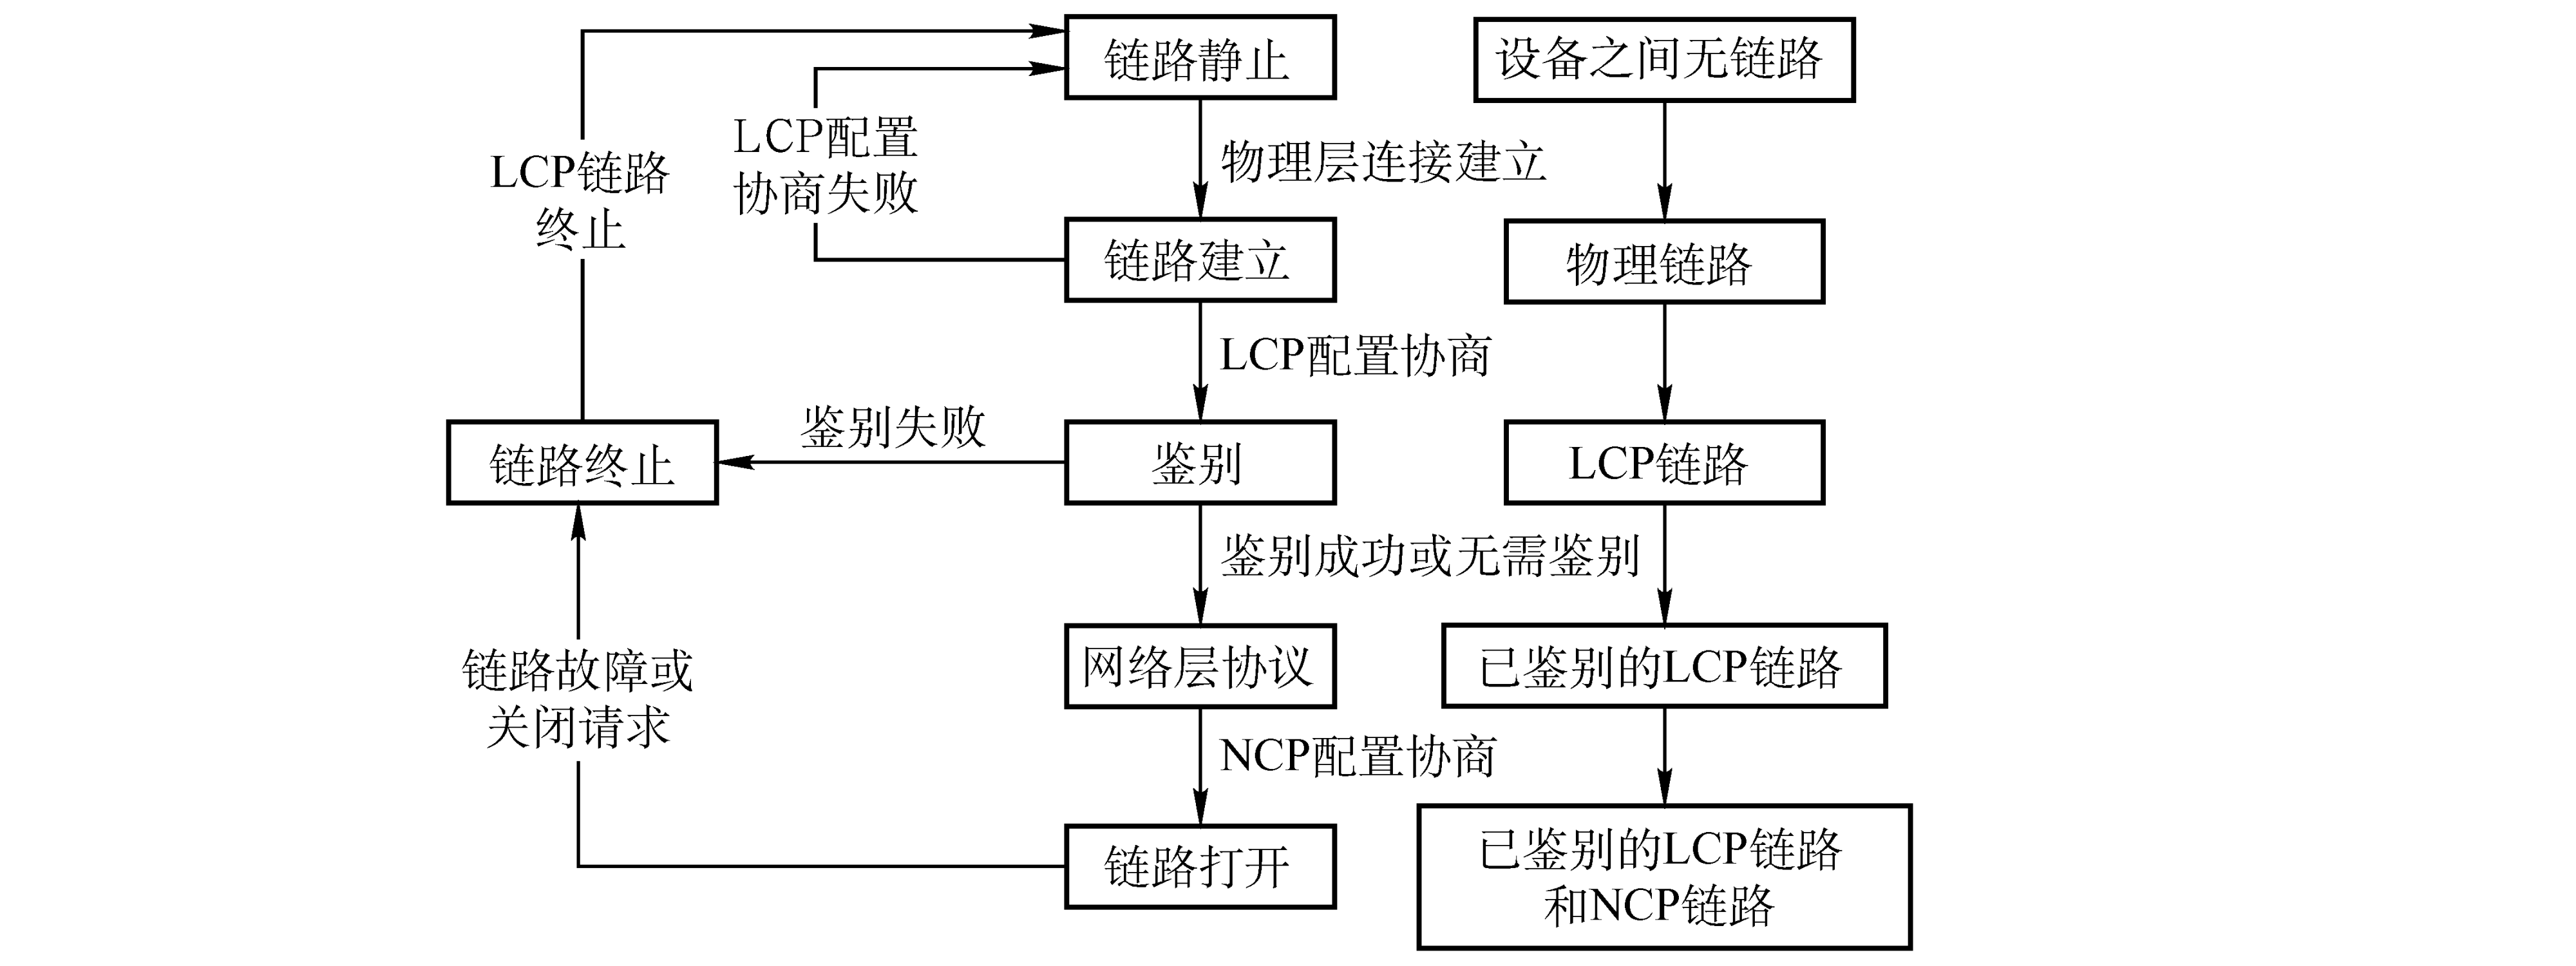 链路静止
设备之间无链路
LCP配置
协商失败
物理层连接建立
LCP链路
终止
链路建立
物理链路
LCP配置协商
鉴别失败
链路终止
鉴别
LCP链路
鉴别成功或无需鉴别
网络层协议
已鉴别的LCP链路
链路故障或
关闭请求
NCP配置协商
链路打开
已鉴别的LCP链路
和NCP链路